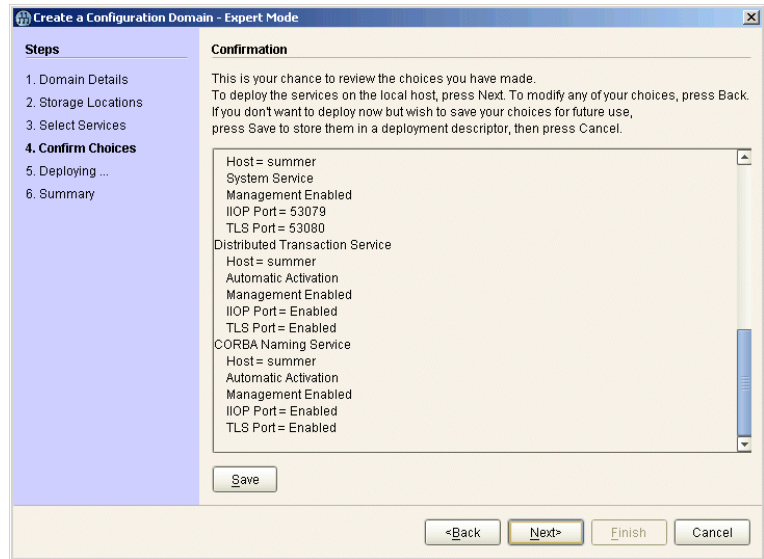 Create a Configuration Domain - Expert Mode
Steps
1. Domain Details
2. Storage Locations
3. Select Services
4. Confirm Choices
5. Deploying ...
6. Summary
Confirmation
This is your chance to review the choices you have made.
To deploy the services on the local host, press Next. To modify any of your choices, press Back.
If you don't want to deploy now but wish to save your choices for future use,
press Save to store them in a deployment descriptor, then press Cancel.
Host = summer
System Service
Management Enabled
IIOP Port = 53079
TLS Port = 53080
Distributed Transaction Service
Host = summer
Automatic Activation
Management Enabled
IIOP Port = Enabled
TLS Port = Enabled
CORBA Naming Service
Host = summer
Automatic Activation
Management Enabled
IIOP Port = Enabled
TLS Port = Enabled
Save
<Back
Next>
Finish
Cancel